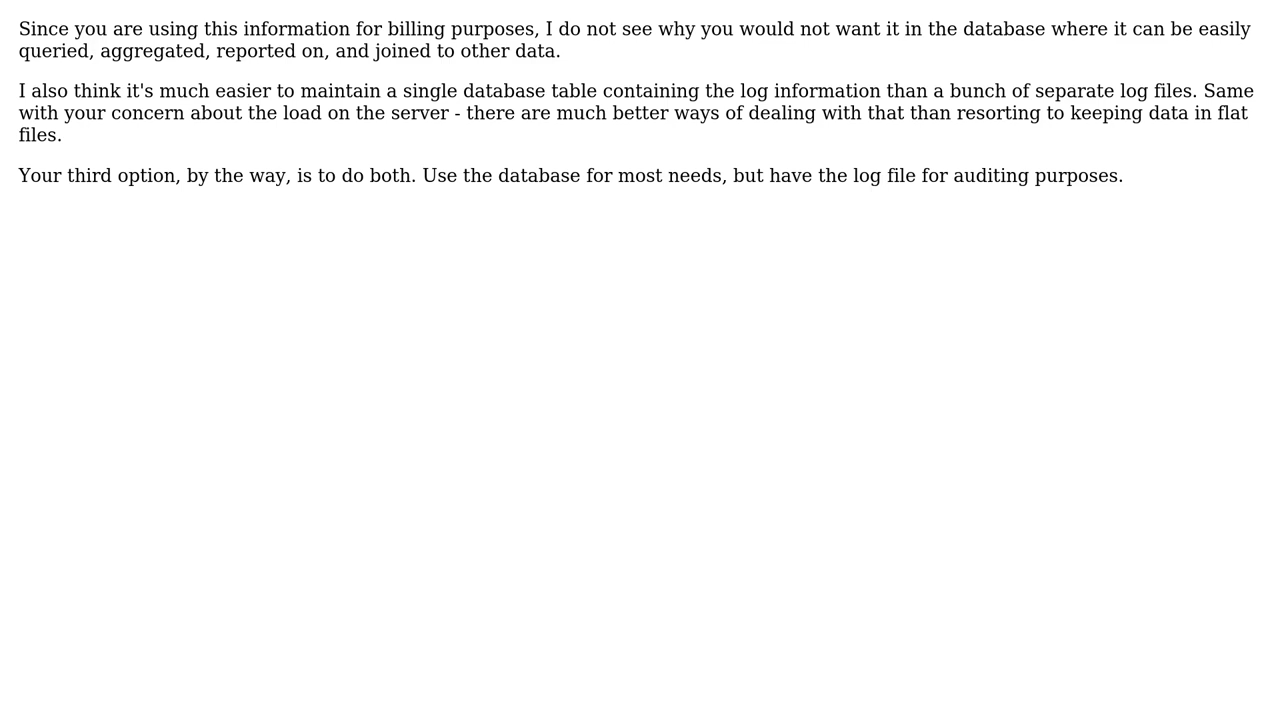 Since you are using this information for billing purposes, I do not see why you would not want it in the database where it can be easily
queried, aggregated, reported on, and joined to other data.
I also think it's much easier to maintain a single database table containing the log information than a bunch of separate log files. Same
with your concern about the load on the server - there are much better ways of dealing with that than resorting to keeping data in flat
files.
Your third option, by the way, is to do both. Use the database for most needs, but have the log file for auditing purposes.